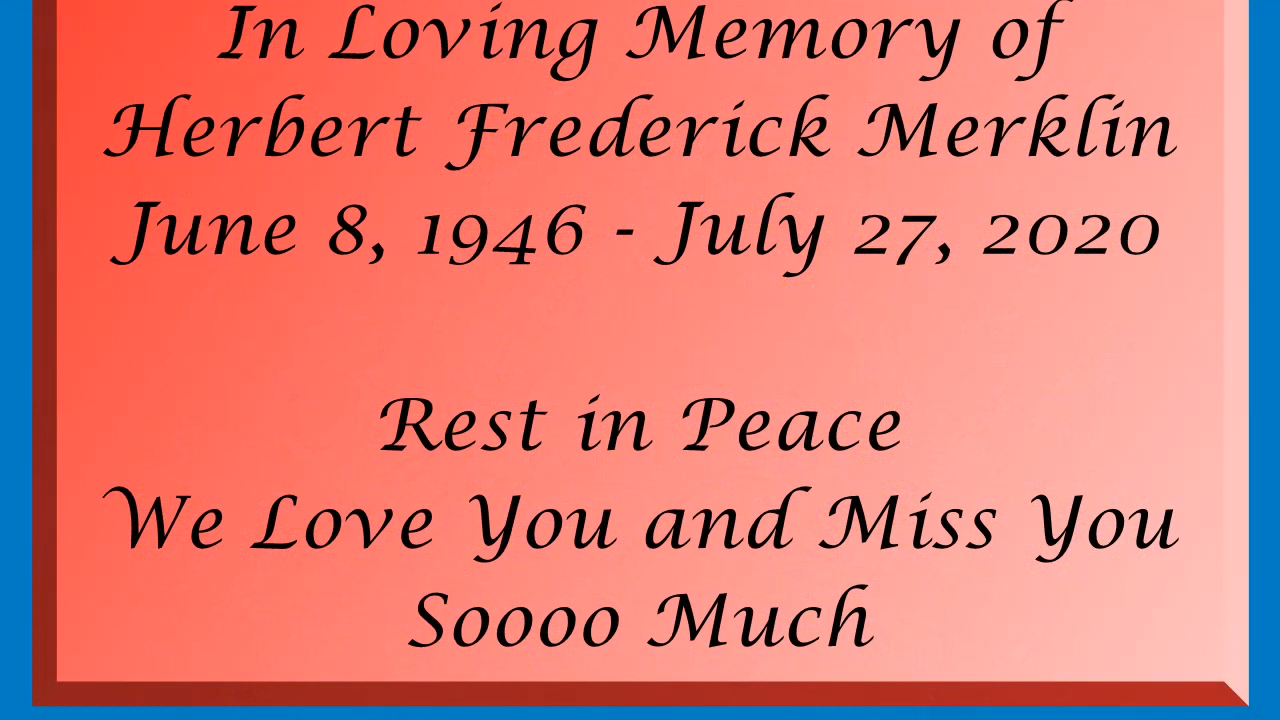 In Loving Memory of
Herbert Frederick Merklin
June 8, 1946 - July 27, 2020
Rest in Peace
We Love You and Miss You
Soooo Much